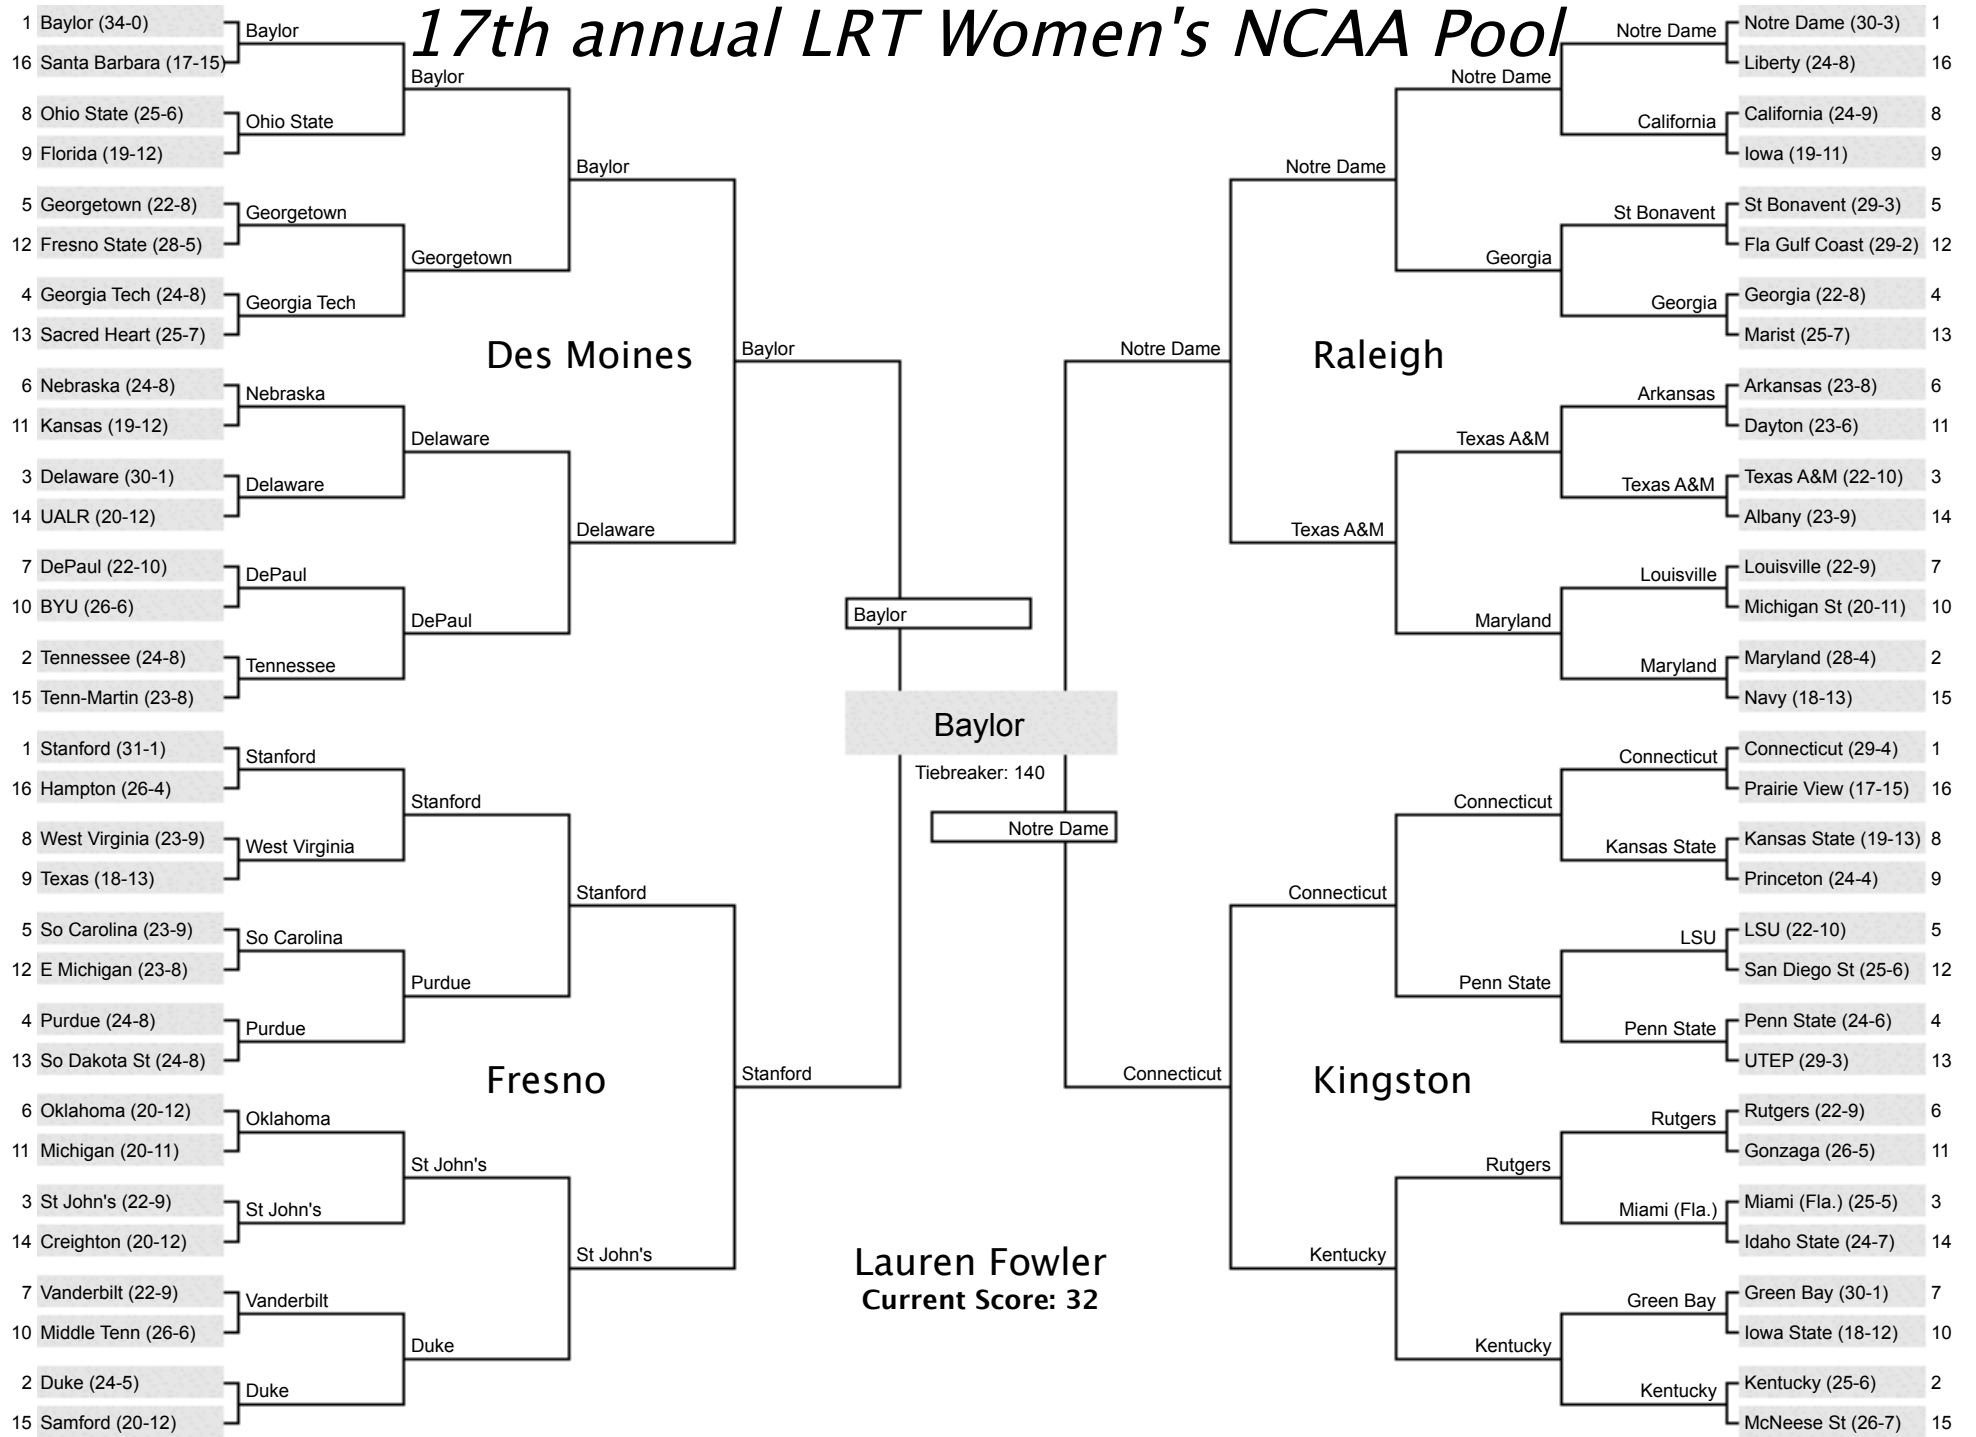 17th annual LRT Women's NCAA Pool
1 Baylor (34-0)
16 Santa Barbara (17-15)
8 Ohio State (25-6)
9 Florida (19-12)
5 Georgetown (22-8)
12 Fresno State (28-5)
4 Georgia Tech (24-8)
13 Sacred Heart (25-7)
6 Nebraska (24-8)
11 Kansas (19-12)
3 Delaware (30-1)
14 UALR (20-12)
7 DePaul (22-10)
10 BYU (26-6)
2 Tennessee (24-8)
15 Tenn-Martin (23-8)
1 Stanford (31-1)
16 Hampton (26-4)
8 West Virginia (23-9)
9 Texas (18-13)
5 So Carolina (23-9)
12 E Michigan (23-8)
4 Purdue (24-8)
13 So Dakota St (24-8)
6 Oklahoma (20-12)
11 Michigan (20-11)
3 St John's (22-9)
14 Creighton (20-12)
7 Vanderbilt (22-9)
10 Middle Tenn (26-6)
2 Duke (24-5)
15 Samford (20-12)
Baylor
Ohio State
Georgetown
Georgia Tech
Nebraska
Delaware
DePaul
Tennessee
Stanford
West Virginia
So Carolina
Purdue
Oklahoma
St John's
Vanderbilt
Duke
Baylor
Georgetown
Delaware
DePaul
Stanford
Purdue
St John's
Duke
Baylor
Delaware
Stanford
St John's
Des Moines
Fresno
Baylor
Stanford
Baylor
Baylor
Tiebreaker: 140
Notre Dame
Lauren Fowler
Current Score: 32
Notre Dame
Connecticut
Raleigh
Kingston
Notre Dame
Texas A&M
Connecticut
Kentucky
Notre Dame
Georgia
Texas A&M
Maryland
Connecticut
Penn State
Rutgers
Kentucky
Notre Dame
California
St Bonavent
Georgia
Arkansas
Texas A&M
Louisville
Maryland
Connecticut
Kansas State
LSU
Penn State
Rutgers
Miami (Fla.)
Green Bay
Kentucky
Notre Dame (30-3) 1
Liberty (24-8) 16
California (24-9) 8
Iowa (19-11) 9
St Bonavent (29-3) 5
Fla Gulf Coast (29-2) 12
Georgia (22-8) 4
Marist (25-7) 13
Arkansas (23-8) 6
Dayton (23-6) 11
Texas A&M (22-10) 3
Albany (23-9) 14
Louisville (22-9) 7
Michigan St (20-11) 10
Maryland (28-4) 2
Navy (18-13) 15
Connecticut (29-4) 1
Prairie View (17-15) 16
Kansas State (19-13) 8
Princeton (24-4) 9
LSU (22-10) 5
San Diego St (25-6) 12
Penn State (24-6) 4
UTEP (29-3) 13
Rutgers (22-9) 6
Gonzaga (26-5) 11
Miami (Fla.) (25-5) 3
Idaho State (24-7) 14
Green Bay (30-1) 7
Iowa State (18-12) 10
Kentucky (25-6) 2
McNeese St (26-7) 15